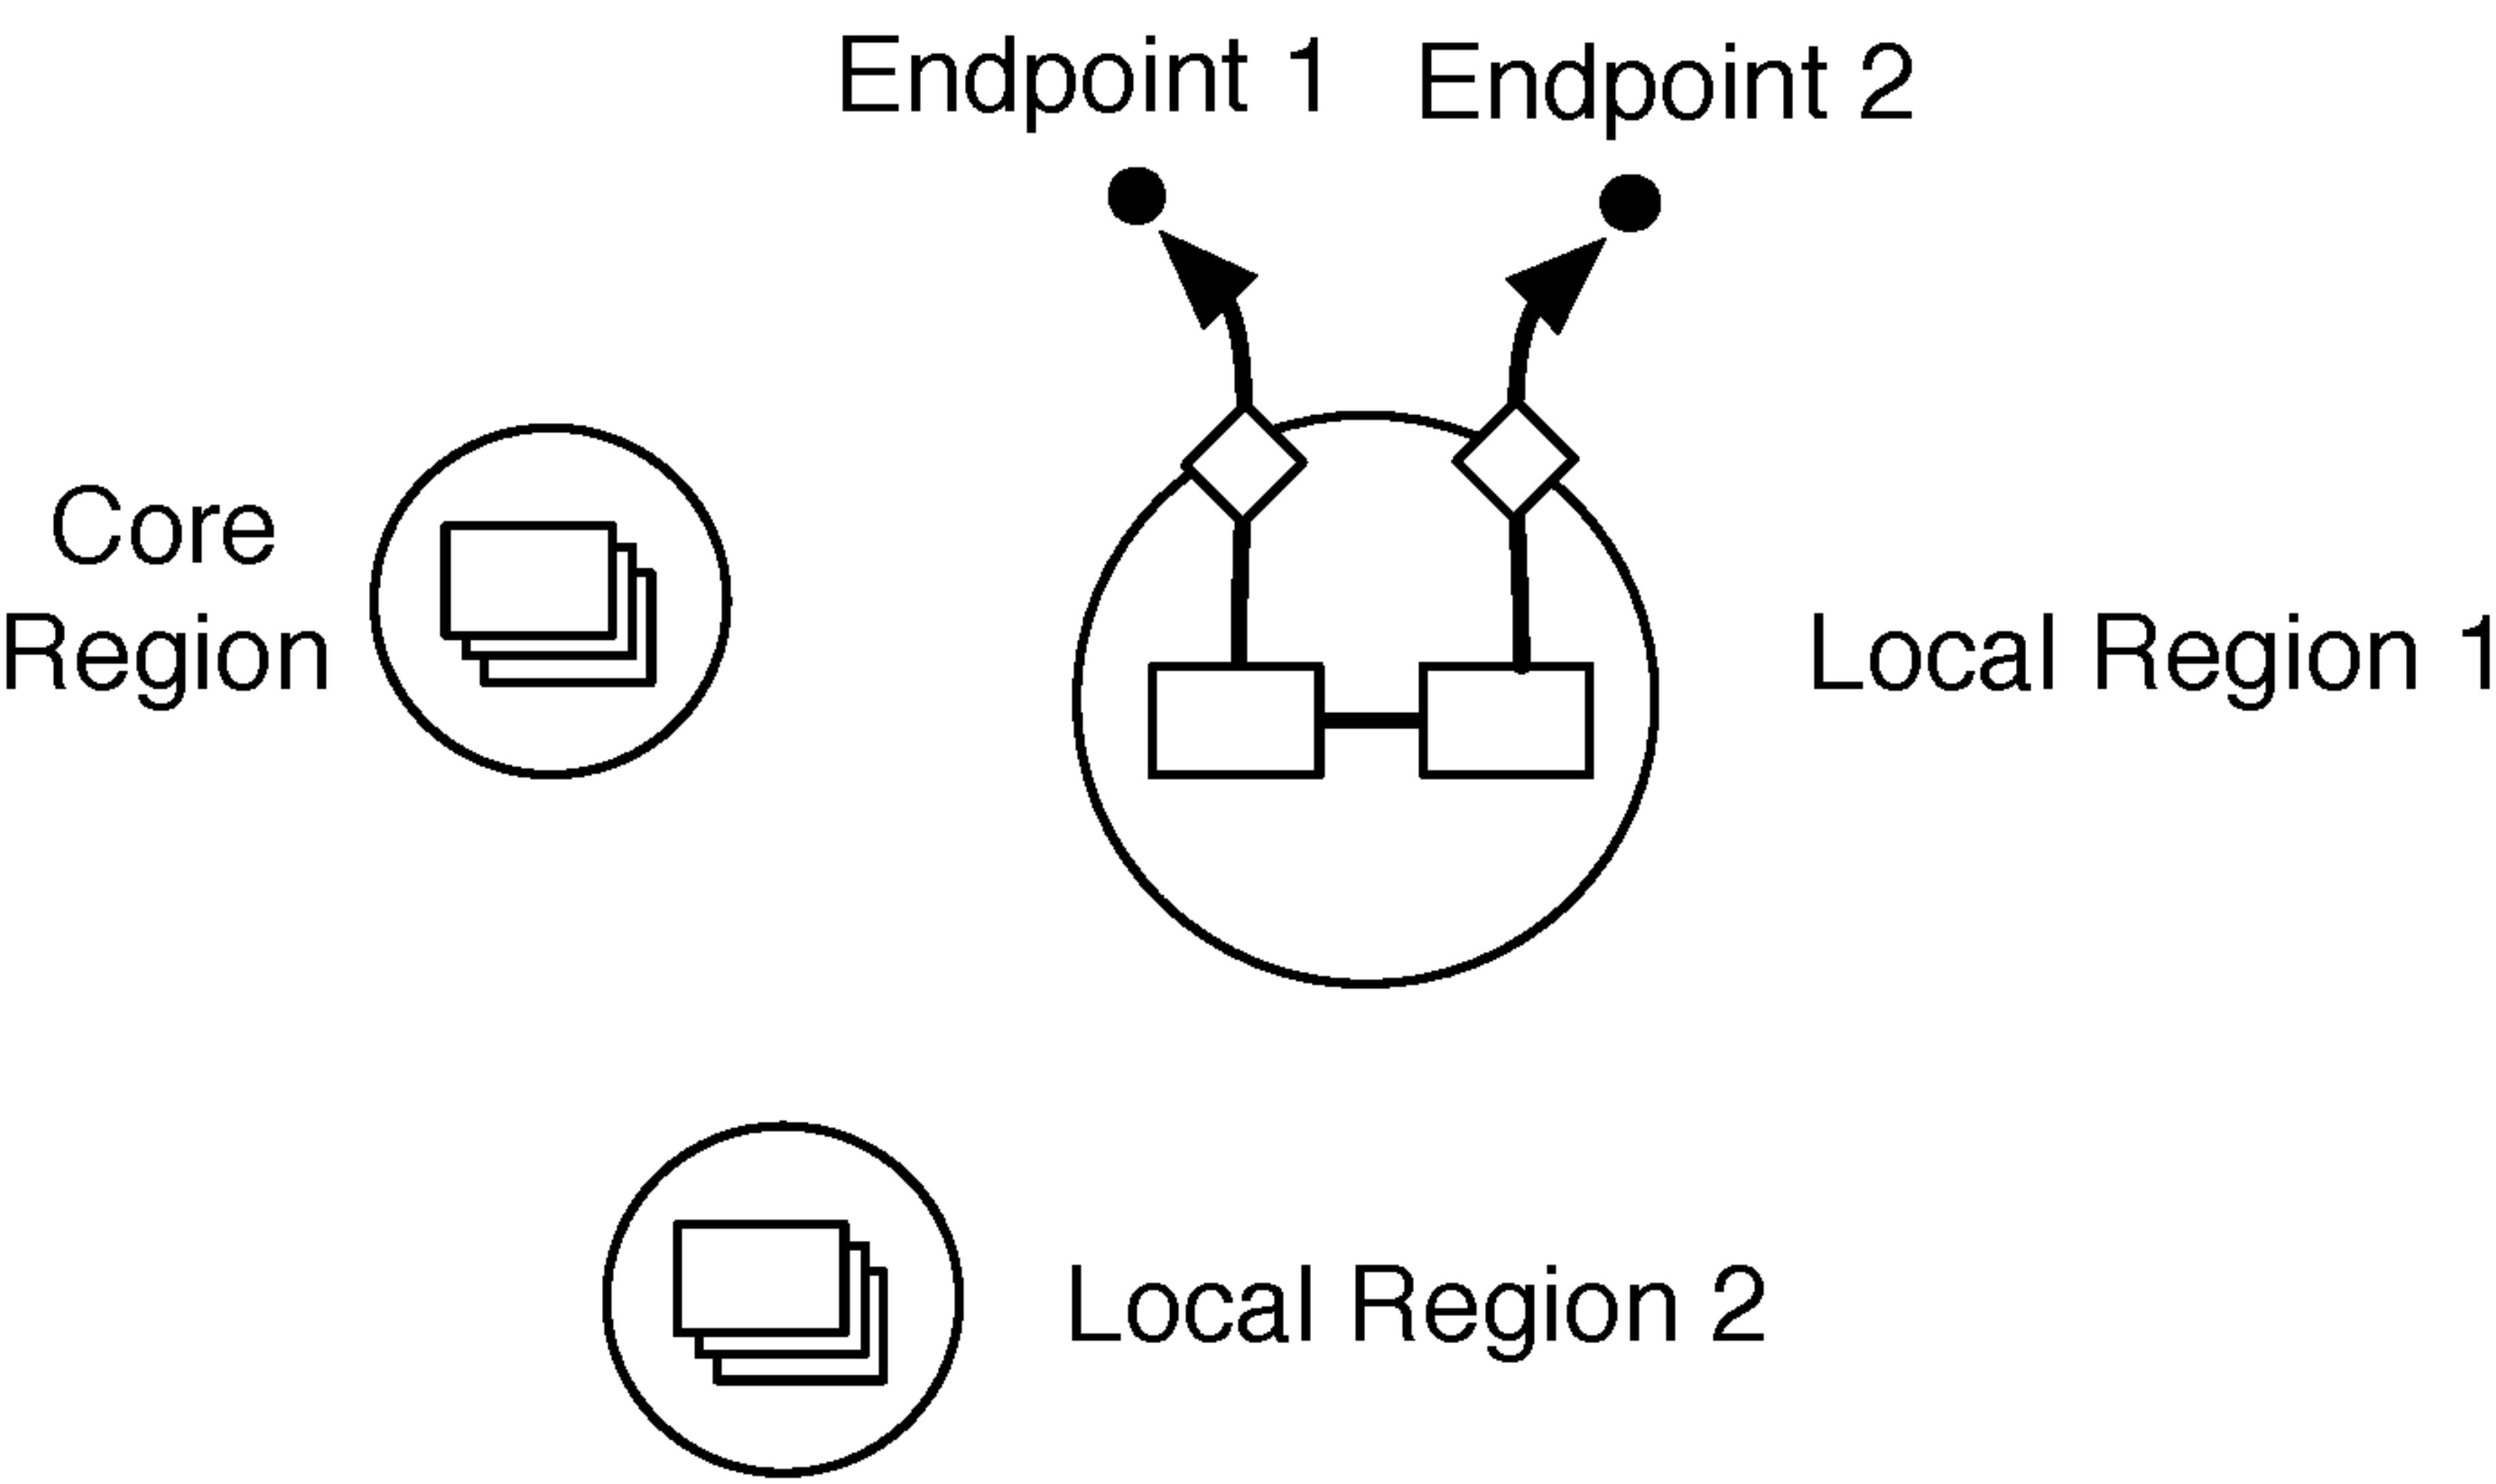 Endpoint 1
Endpoint 2
Core
Region
Local Region 1
Local Region 2